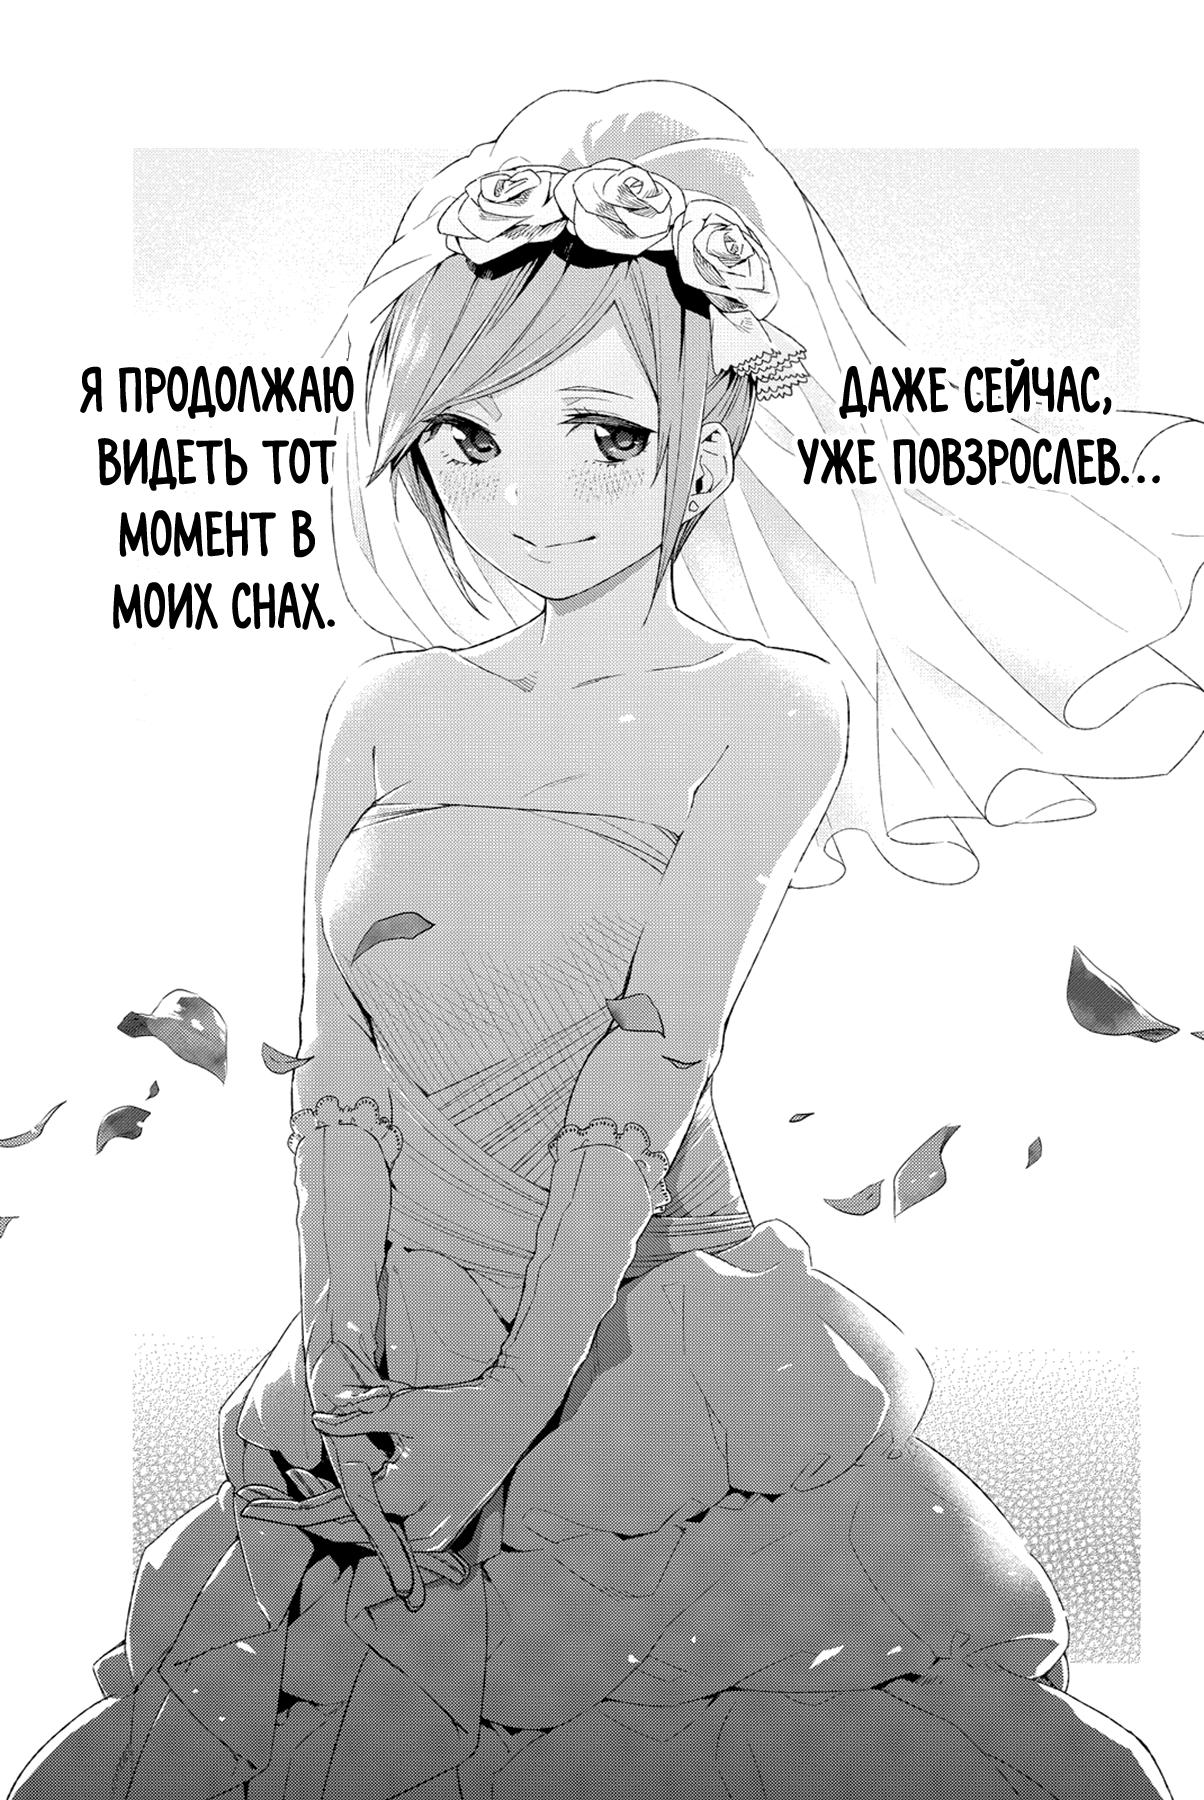 ДАЖЕ СЕЙЧАС,
УЖЕ ПОВЗРОСЛЕВ...
Я ПРОДОЛЖАЮ
ВИДЕТЬ ТОТ
МОМЕНТ В
МОИХ СНАХ.